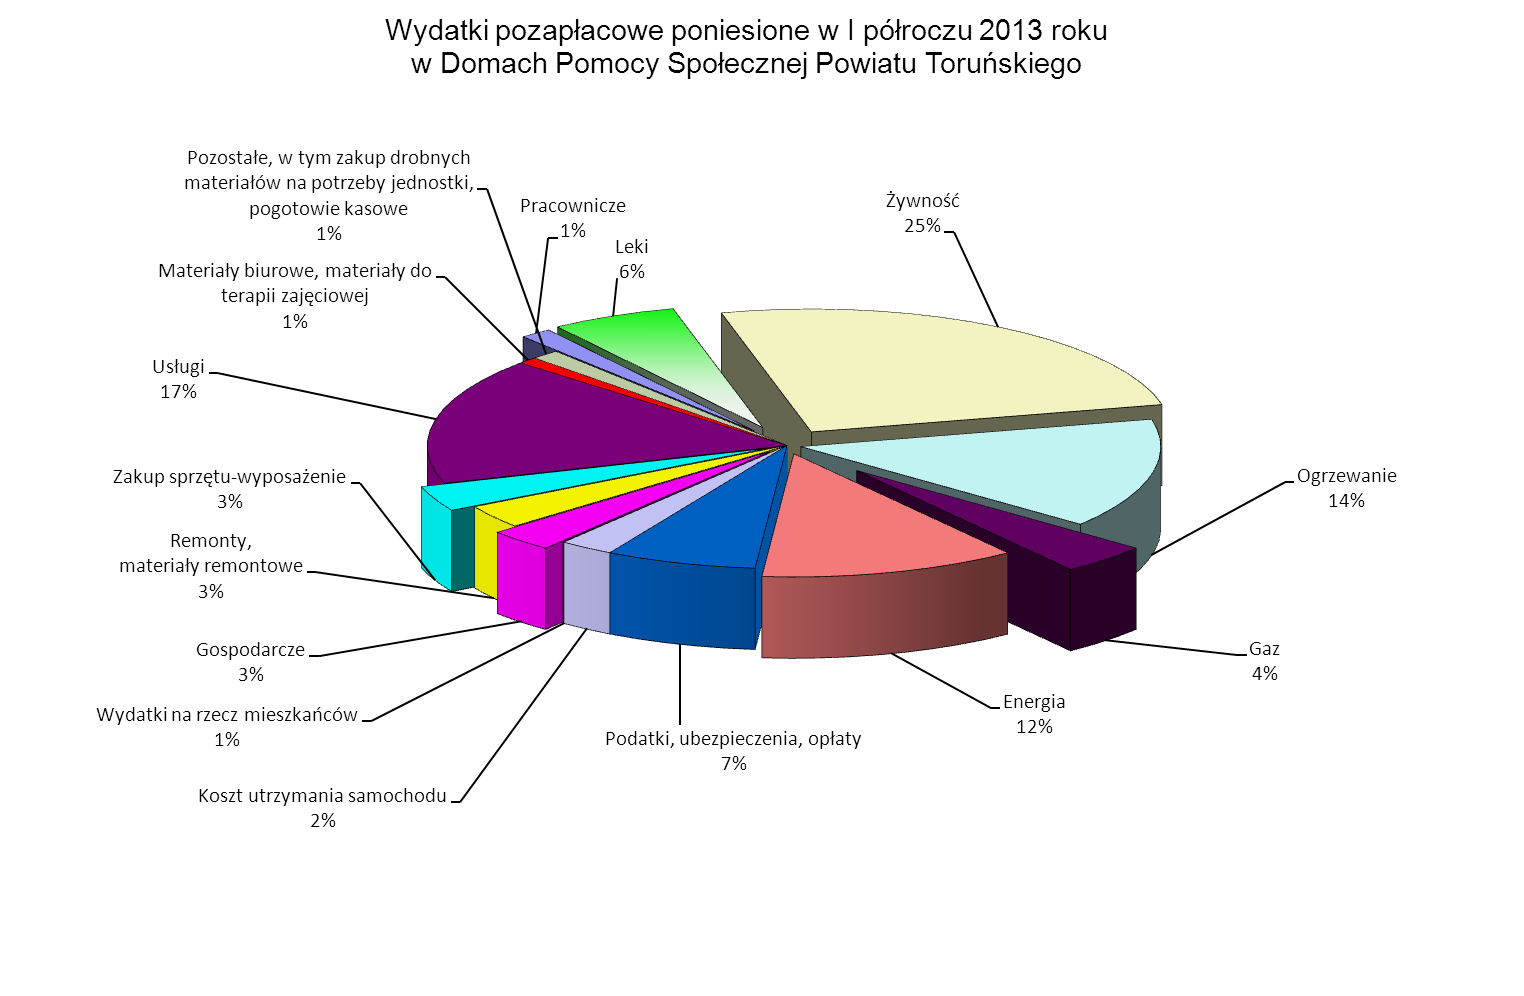 Wydatki pozapłacowe poniesione w I półroczu 2013 roku
w Domach Pomocy Społecznej Powiatu Toruńskiego
Pozostałe, w tym zakup drobnych
materiałów na potrzeby jednostki,
pogotowie kasowe
1%
Pracownicze
1%
Leki
6%
Żywność
25%
Materiały biurowe, materiały do
terapii zajęciowej
1%
Usługi
17%
Zakup sprzętu-wyposażenie
3%
Ogrzewanie
14%
Remonty,
materiały remontowe
3%
Gospodarcze
3%
Gaz
4%
Wydatki na rzecz mieszkańców
1%
Energia
12%
Podatki, ubezpieczenia, opłaty
7%
Koszt utrzymania samochodu
2%